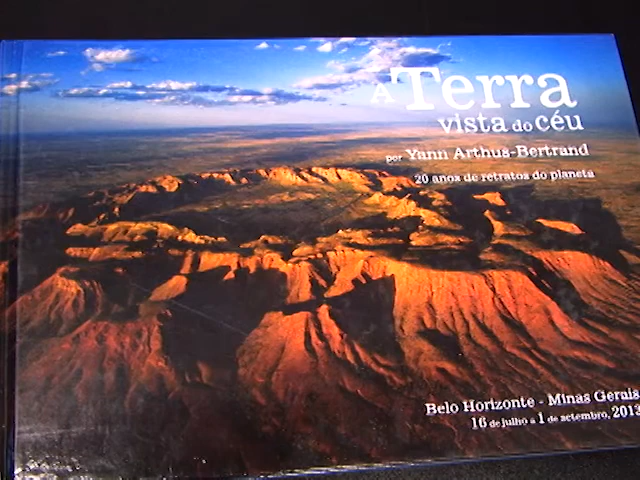 A Terra
vista do céu
por Yann Arthus-Bertrand
20 anos de retratos do planeta
Belo Horizonte - Minas Gerais
16 de julho a 1 de setembro, 2013